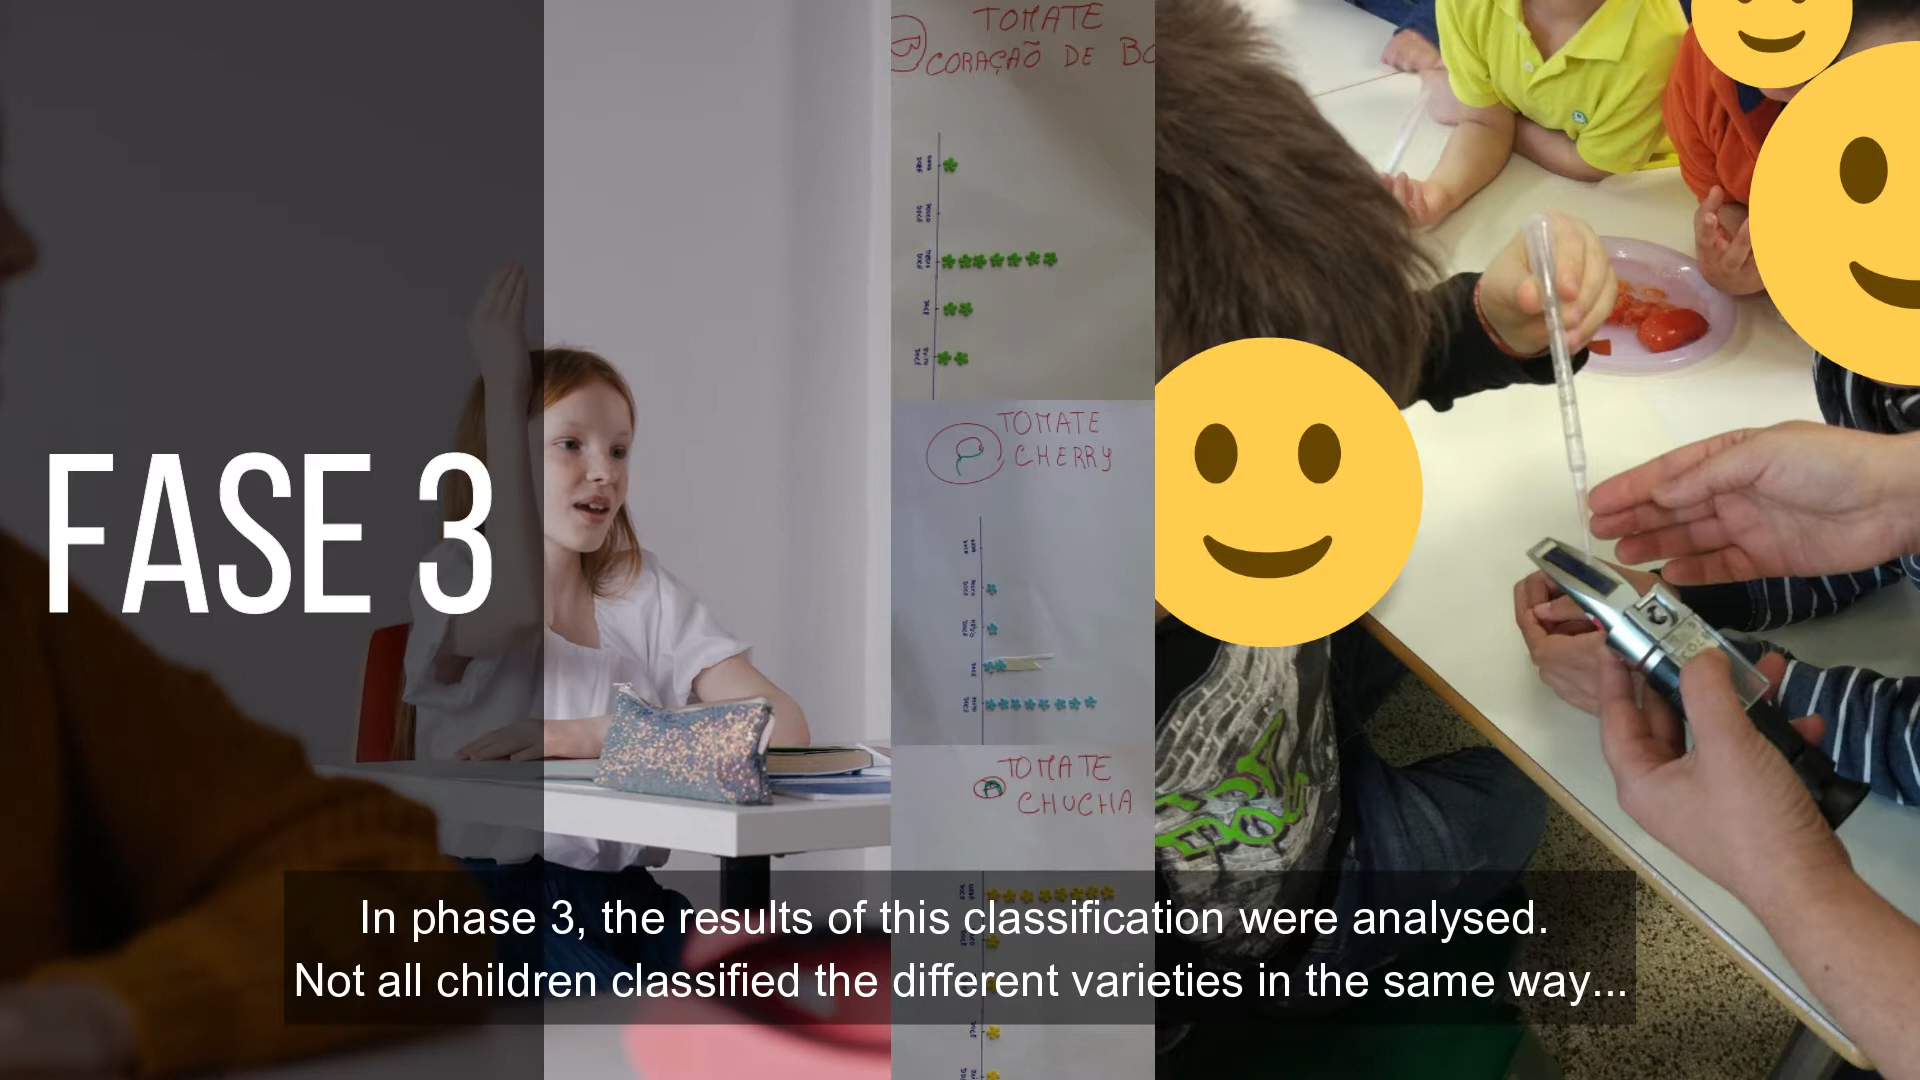 FASE 3
TOMATE
CORAÇÃO DE BO
TOMATE
CHERRY
TOMATE
CHUCHA
In phase 3, the results of this classification were analysed.
Not all children classified the different varieties in the same way...